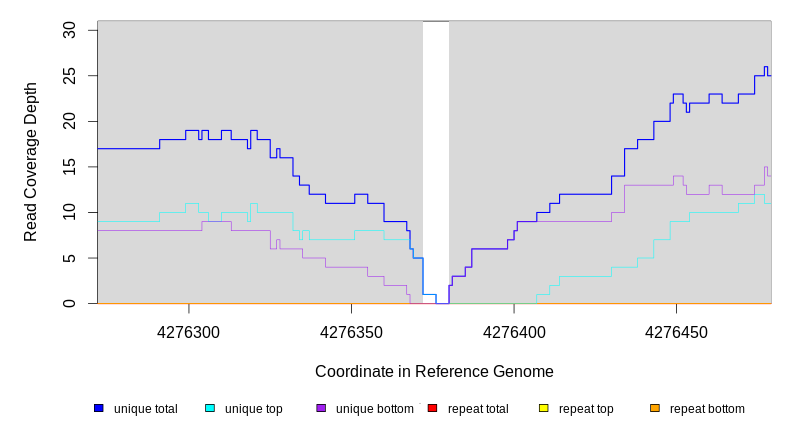 30
25
20
15
10
5
0
Read Coverage Depth
4276300 4276350 4276400 4276450
Coordinate in Reference Genome
unique total unique top unique bottom repeat total repeat top repeat bottom